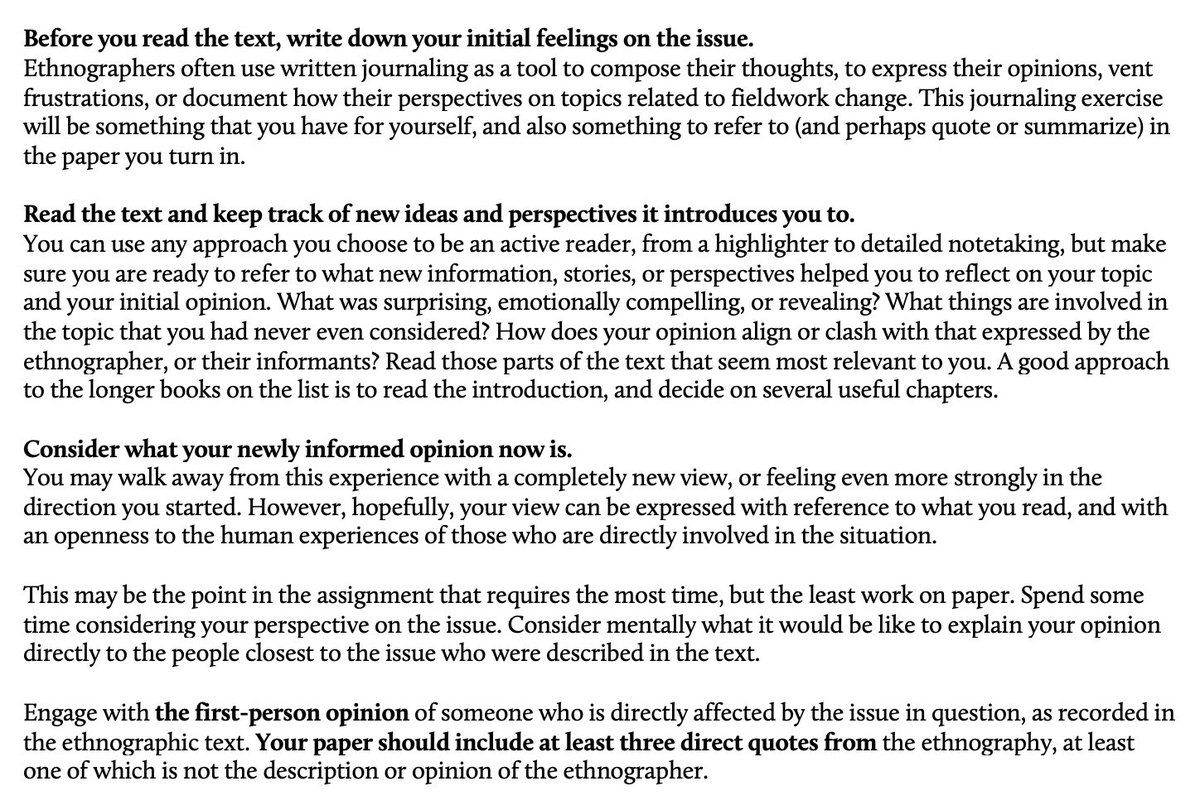 Before you read the text, write down your initial feelings on the issue.
Ethnographers often use written journaling as a tool to compose their thoughts, to express their opinions, vent
frustrations, or document how their perspectives on topics related to fieldwork change. This journaling exercise
will be something that you have for yourself, and also something to refer to (and perhaps quote or summarize) in
the paper you turn in.
Read the text and keep track of new ideas and perspectives it introduces you to.
You can use any approach you choose to be an active reader, from a highlighter to detailed notetaking, but make
sure you are ready to refer to what new information, stories, or perspectives helped you to reflect on your topic
and your initial opinion. What was surprising, emotionally compelling, or revealing? What things are involved in
the topic that you had never even considered? How does your opinion align or clash with that expressed by the
ethnographer, or their informants? Read those parts of the text that seem most relevant to you. A good approach
to the longer books on the list is to read the introduction, and decide on several useful chapters.
Consider what your newly informed opinion now is.
You may walk away from this experience with a completely new view, or feeling even more strongly in the
direction you started. However, hopefully, your view can be expressed with reference to what you read, and with
an openness to the human experiences of those who are directly involved in the situation.
This may be the point in the assignment that requires the most time, but the least work on paper. Spend some
time considering your perspective on the issue. Consider mentally what it would be like to explain your opinion
directly to the people closest to the issue who were described in the text.
Engage with the first-person opinion of someone who is directly affected by the issue in question, as recorded in
the ethnographic text. Your paper should include at least three direct quotes from the ethnography, at least
one of which is not the description or opinion of the ethnographer.